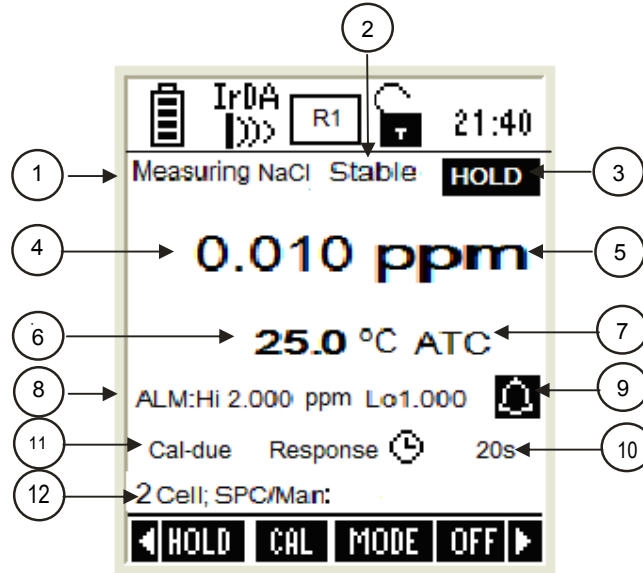 2
IrDA R1 T 21:40
1 Measuring NaCl Stable HOLD 3
4 0.010 ppm 5
6 25.0 °C ATC 7
8 ALM:Hi 2.000 ppm Lo1.000 9
11 Cal-due Response 20s 10
12 2 Cell; SPC/Man:
HOLD CAL MODE OFF